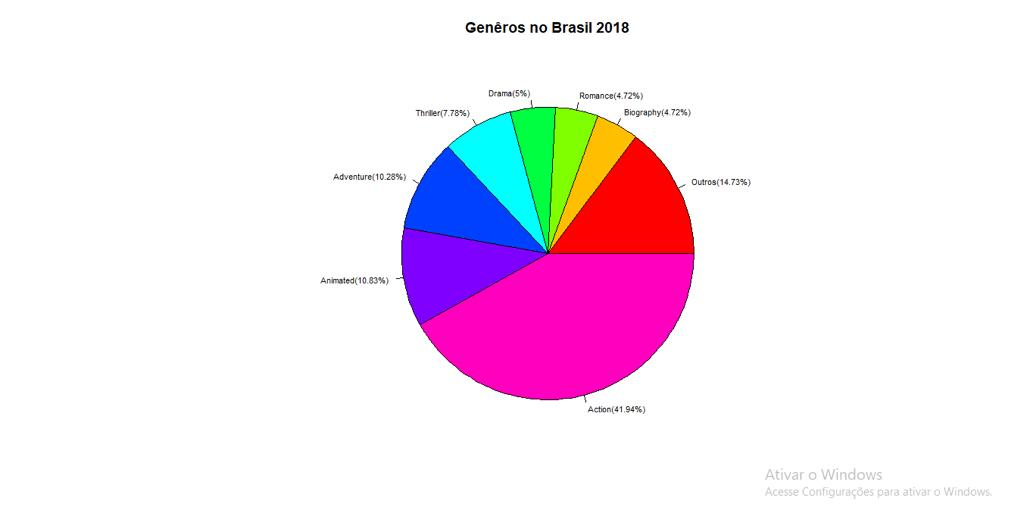 Genêros no Brasil 2018
Drama(5%)
Romance(4.72%)
Thriller(7.78%)
Biography(4.72%)
Adventure(10.28%)
Outros(14.73%)
Animated(10.83%)
Action(41.94%)
Ativar o Windows
Acesse Configurações para ativar o Windows.